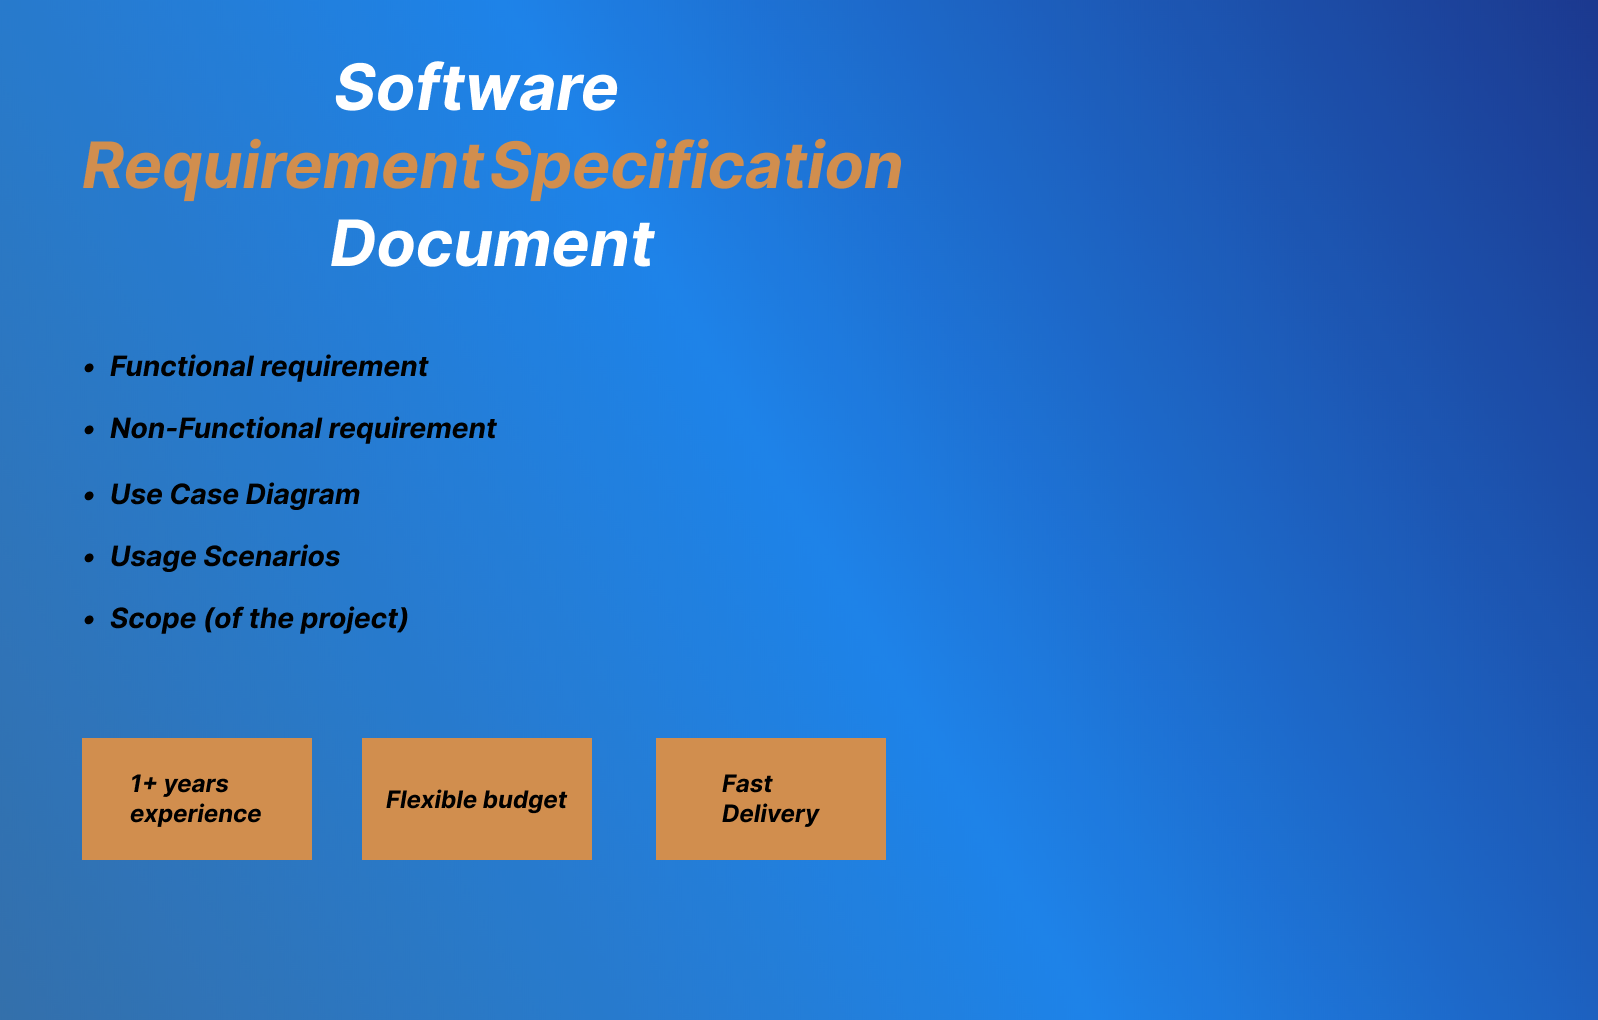 Software
Requirement Specification
Document
• Functional requirement
• Non-Functional requirement
• Use Case Diagram
• Usage Scenarios
• Scope (of the project)
1+ years
experience
Flexible budget
Fast
Delivery